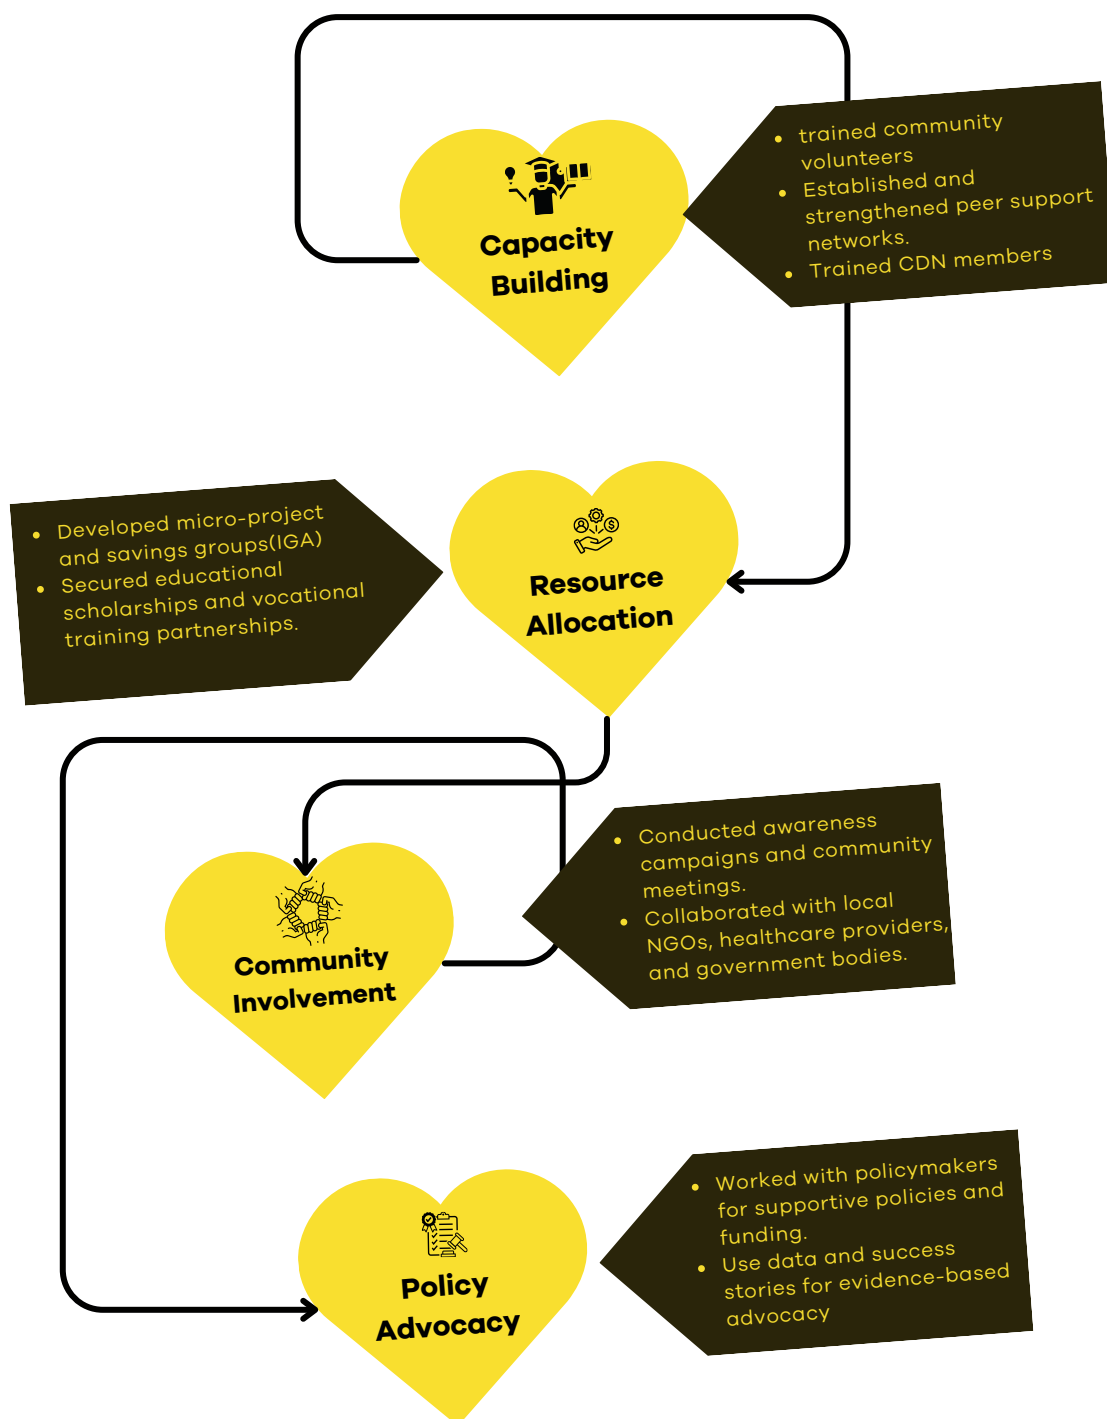 Capacity
Building
• trained community
volunteers
• Established and
strengthened peer support
networks.
• Trained CDN members
• Developed micro-project
and savings groups(IGA)
• Secured educational
scholarships and vocational
training partnerships.
Resource
Allocation
Community
Involvement
• Conducted awareness
campaigns and community
meetings.
• Collaborated with local
NGOs, healthcare providers,
and government bodies.
Policy
Advocacy
• Worked with policymakers
for supportive policies and
funding.
• Use data and success
stories for evidence-based
advocacy